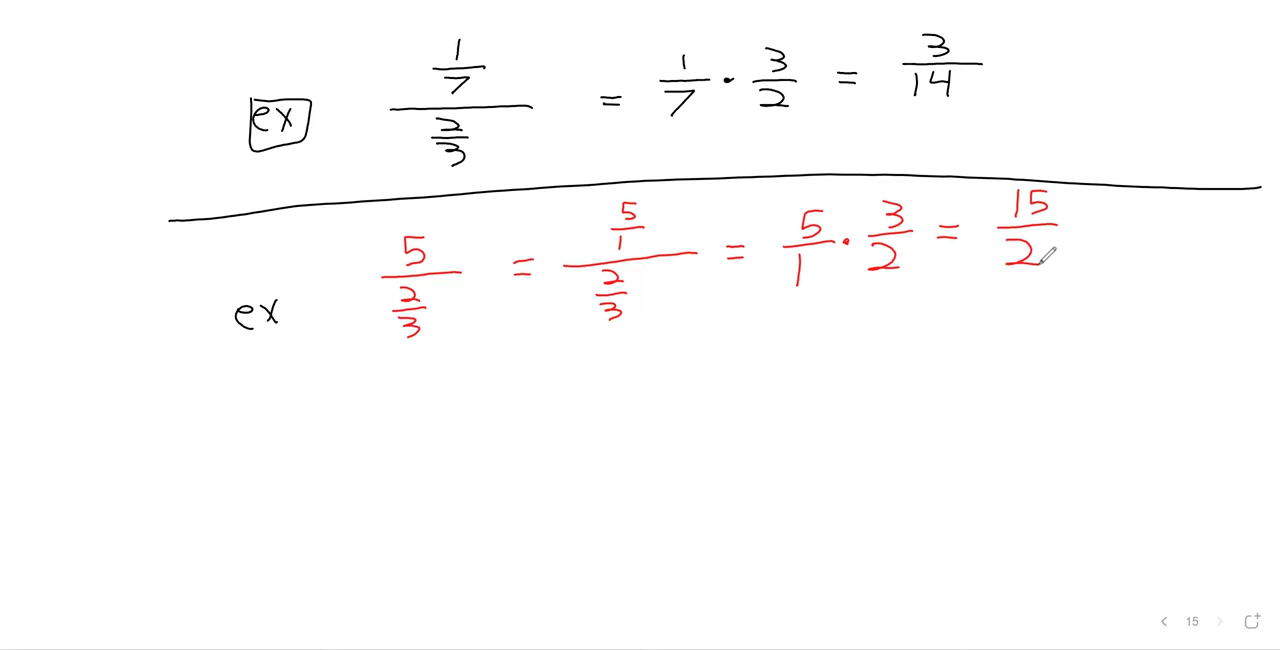 ex (1/7)/(2/3) = 1/7 · 3/2 = 3/14
ex 5/(2/3) = (5/1)/(2/3) = 5/1 · 3/2 = 15/2
15